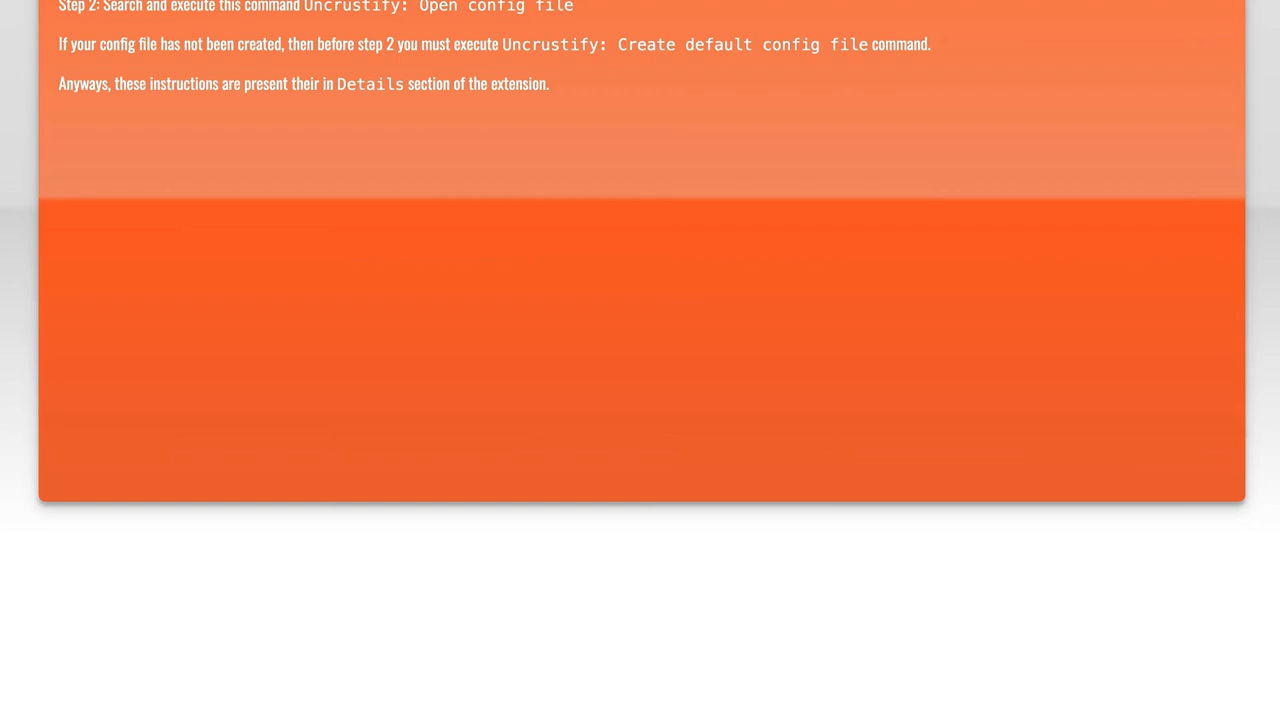 Step 2: Search and execute this command Uncrustify: Open config file
If your config file has not been created, then before step 2 you must execute Uncrustify: Create default config file command.
Anyways, these instructions are present their in Details section of the extension.